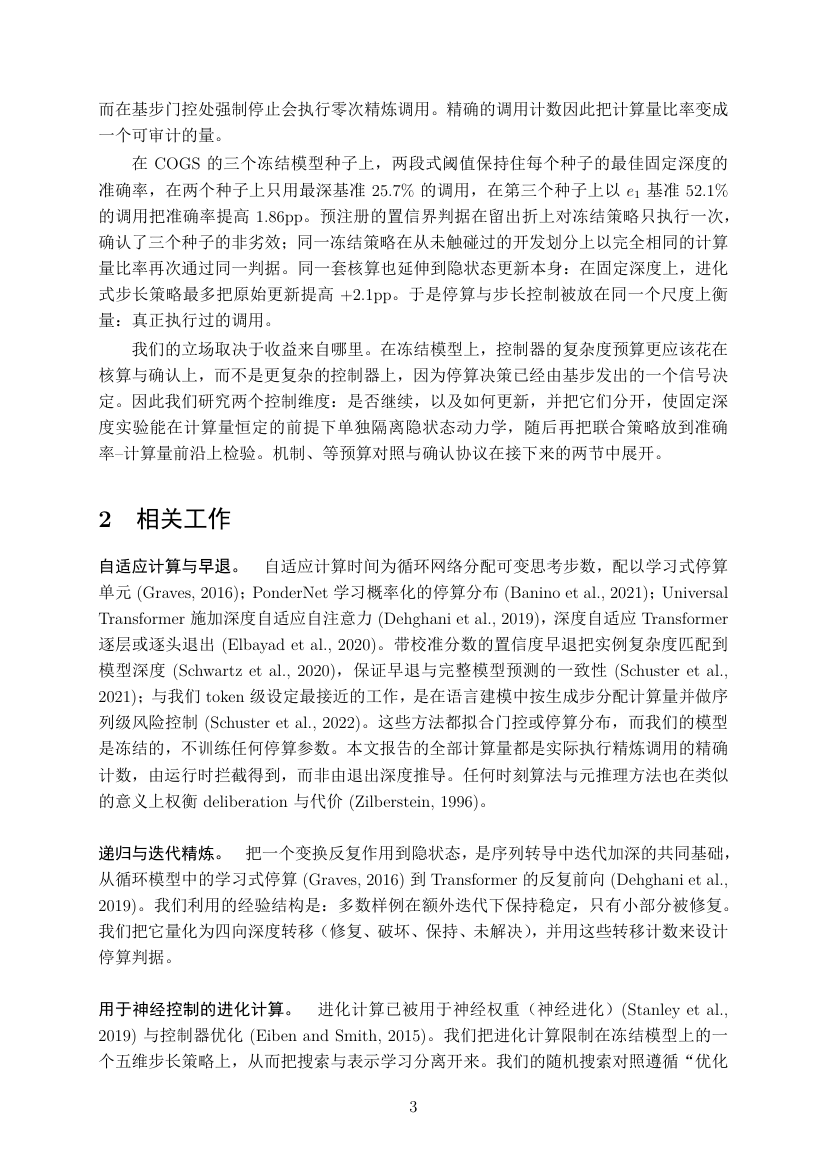 而在基步门控处强制停止会执行零次精炼调用。精确的调用计数因此把计算量比率变成
一个可审计的量。
在 COGS 的三个冻结模型种子上，两段式阈值保持住每个种子的最佳固定深度的
准确率，在两个种子上只用最深基准 25.7% 的调用，在第三个种子上以 e₁ 基准 52.1%
的调用把准确率提高 1.86pp。预注册的置信界判据在留出折上对冻结策略只执行一次，
确认了三个种子的非劣效；同一冻结策略在从未触碰过的开发划分上以完全相同的计算
量比率再次通过同一判据。同一套核算也延伸到隐状态更新本身：在固定深度上，进化
式步长策略最多把原始更新提高 +2.1pp。于是停算与步长控制被放在同一个尺度上衡
量：真正执行过的调用。
我们的立场取决于收益来自哪里。在冻结模型上，控制器的复杂度预算更应该花在
核算与确认上，而不是更复杂的控制器上，因为停算决策已经由基步发出的一个信号决
定。因此我们研究两个控制维度：是否继续，以及如何更新，并把它们分开，使固定深
度实验能在计算量恒定的前提下单独隔离隐状态动力学，随后再把联合策略放到准确
率–计算量前沿上检验。机制、等预算对照与确认协议在接下来的两节中展开。
2 相关工作
自适应计算与早退。 自适应计算时间为循环网络分配可变思考步数，配以学习式停算
单元 (Graves, 2016)；PonderNet 学习概率化的停算分布 (Banino et al., 2021)；Universal
Transformer 施加深度自适应自注意力 (Dehghani et al., 2019)，深度自适应 Transformer
逐层或逐头退出 (Elbayad et al., 2020)。带校准分数的置信度早退把实例复杂度匹配到
模型深度 (Schwartz et al., 2020)，保证早退与完整模型预测的一致性 (Schuster et al.,
2021)；与我们 token 级设定最接近的工作，是在语言建模中按生成步分配计算量并做序
列级风险控制 (Schuster et al., 2022)。这些方法都拟合门控或停算分布，而我们的模型
是冻结的，不训练任何停算参数。本文报告的全部计算量都是实际执行精炼调用的精确
计数，由运行时拦截得到，而非由退出深度推导。任何时刻算法与元推理方法也在类似
的意义上权衡 deliberation 与代价 (Zilberstein, 1996)。
递归与迭代精炼。 把一个变换反复作用到隐状态，是序列转导中迭代加深的共同基础，
从循环模型中的学习式停算 (Graves, 2016) 到 Transformer 的反复前向 (Dehghani et al.,
2019)。我们利用的经验结构是：多数样例在额外迭代下保持稳定，只有小部分被修复。
我们把它量化为四向深度转移（修复、破坏、保持、未解决），并用这些转移计数来设计
停算判据。
用于神经控制的进化计算。 进化计算已被用于神经权重（神经进化）(Stanley et al.,
2019) 与控制器优化 (Eiben and Smith, 2015)。我们把进化计算限制在冻结模型上的一
个五维步长策略上，从而把搜索与表示学习分离开来。我们的随机搜索对照遵循“优化
3